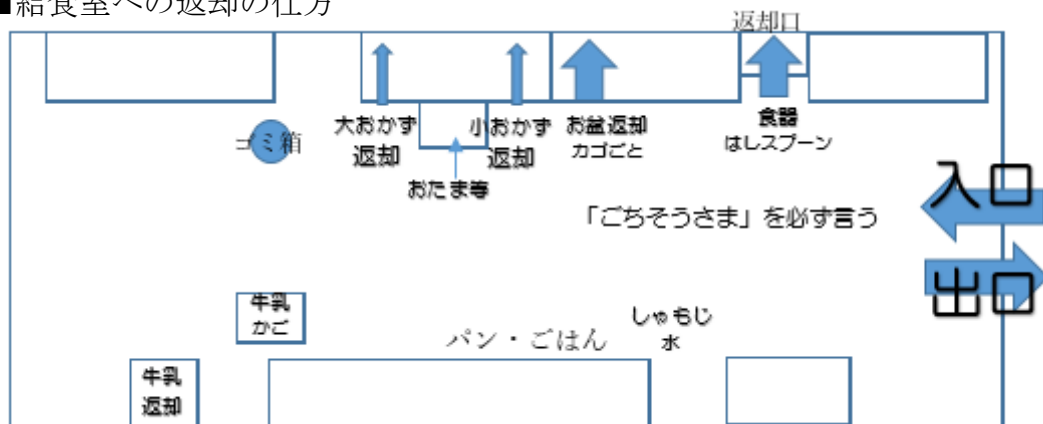 ■給食室への返却の仕方
返却口
大おかず
返却
小おかず
返却
お盆返却
カゴごと
食器
はしスプーン
ゴミ箱
おたま等
入口
「ごちそうさま」を必ず言う
出口
牛乳
かご
しゃもじ
水
パン・ごはん
牛乳
返却